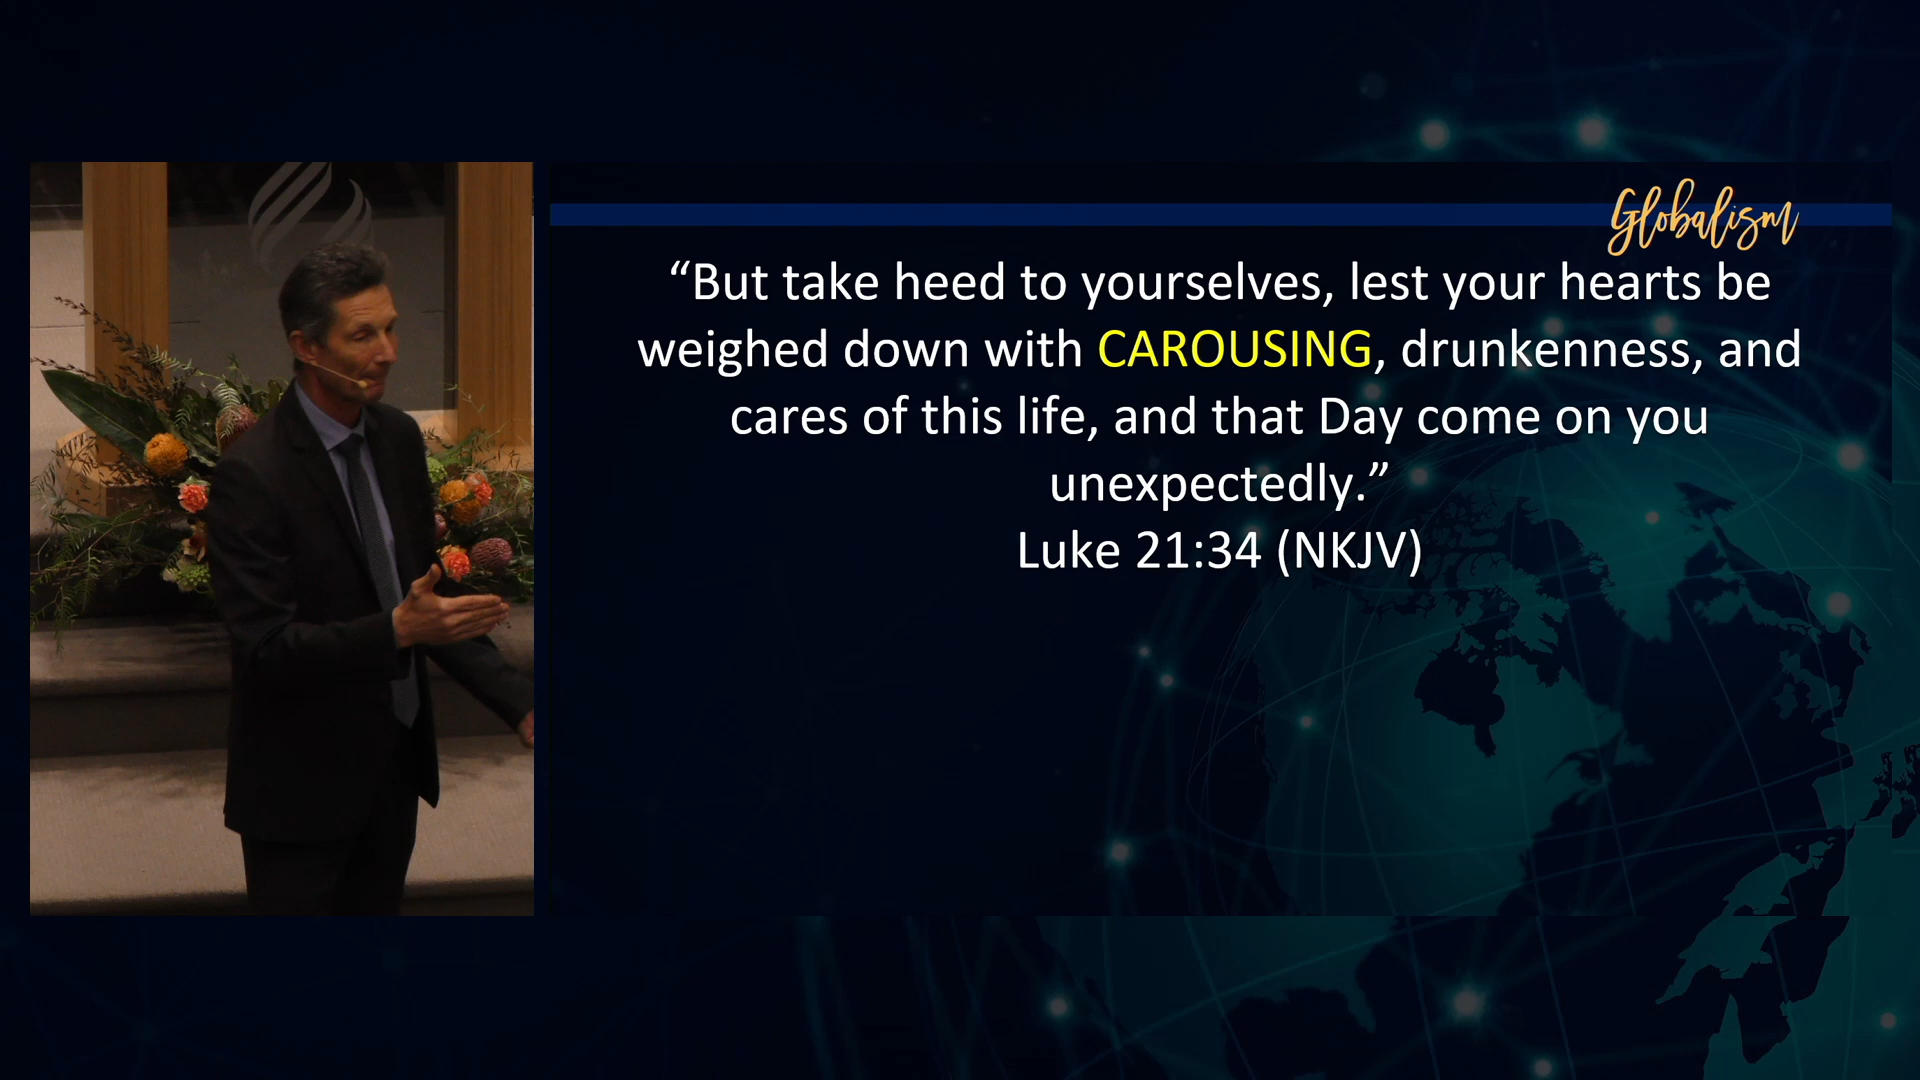 Globalism
“But take heed to yourselves, lest your hearts be
weighed down with CAROUSING, drunkenness, and
cares of this life, and that Day come on you
unexpectedly.”
Luke 21:34 (NKJV)